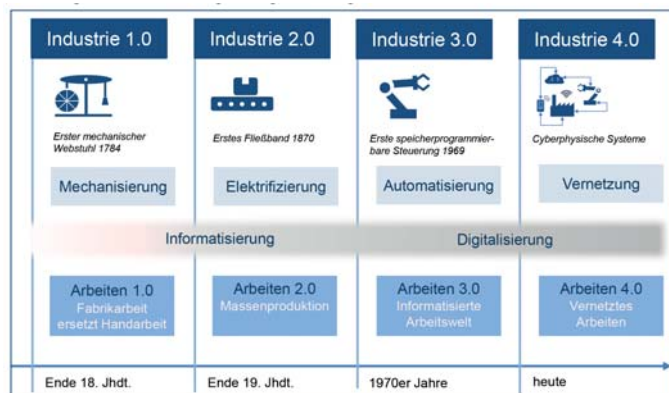 Industrie 1.0
Industrie 2.0
Industrie 3.0
Industrie 4.0
Erster mechanischer
Webstuhl 1784
Erstes Fließband 1870
Erste speicherprogrammier-
bare Steuerung 1969
Cyberphysische Systeme
Mechanisierung
Elektrifizierung
Automatisierung
Vernetzung
Informatisierung
Digitalisierung
Arbeiten 1.0
Fabrikarbeit
ersetzt Handarbeit
Arbeiten 2.0
Massenproduktion
Arbeiten 3.0
Informatisierte
Arbeitswelt
Arbeiten 4.0
Vernetztes
Arbeiten
Ende 18. Jhdt.
Ende 19. Jhdt.
1970er Jahre
heute